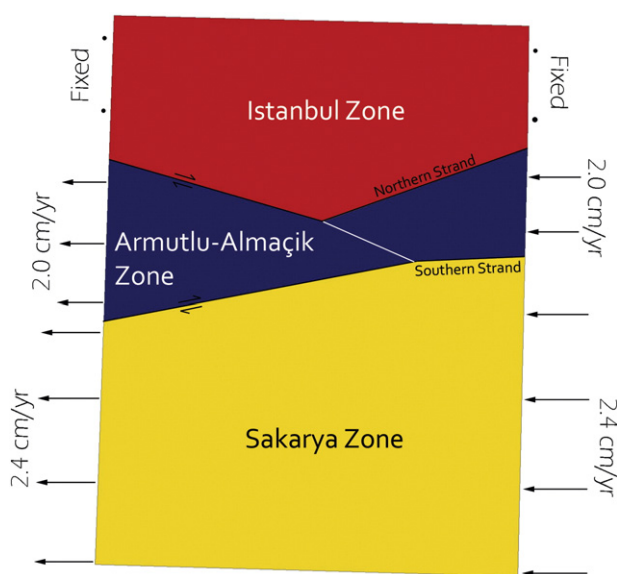 Fixed
Fixed
Istanbul Zone
Northern Strand
2.0 cm/yr
2.0 cm/yr
Armutlu-Almaçik
Zone
Southern Strand
2.4 cm/yr
2.4 cm/yr
Sakarya Zone